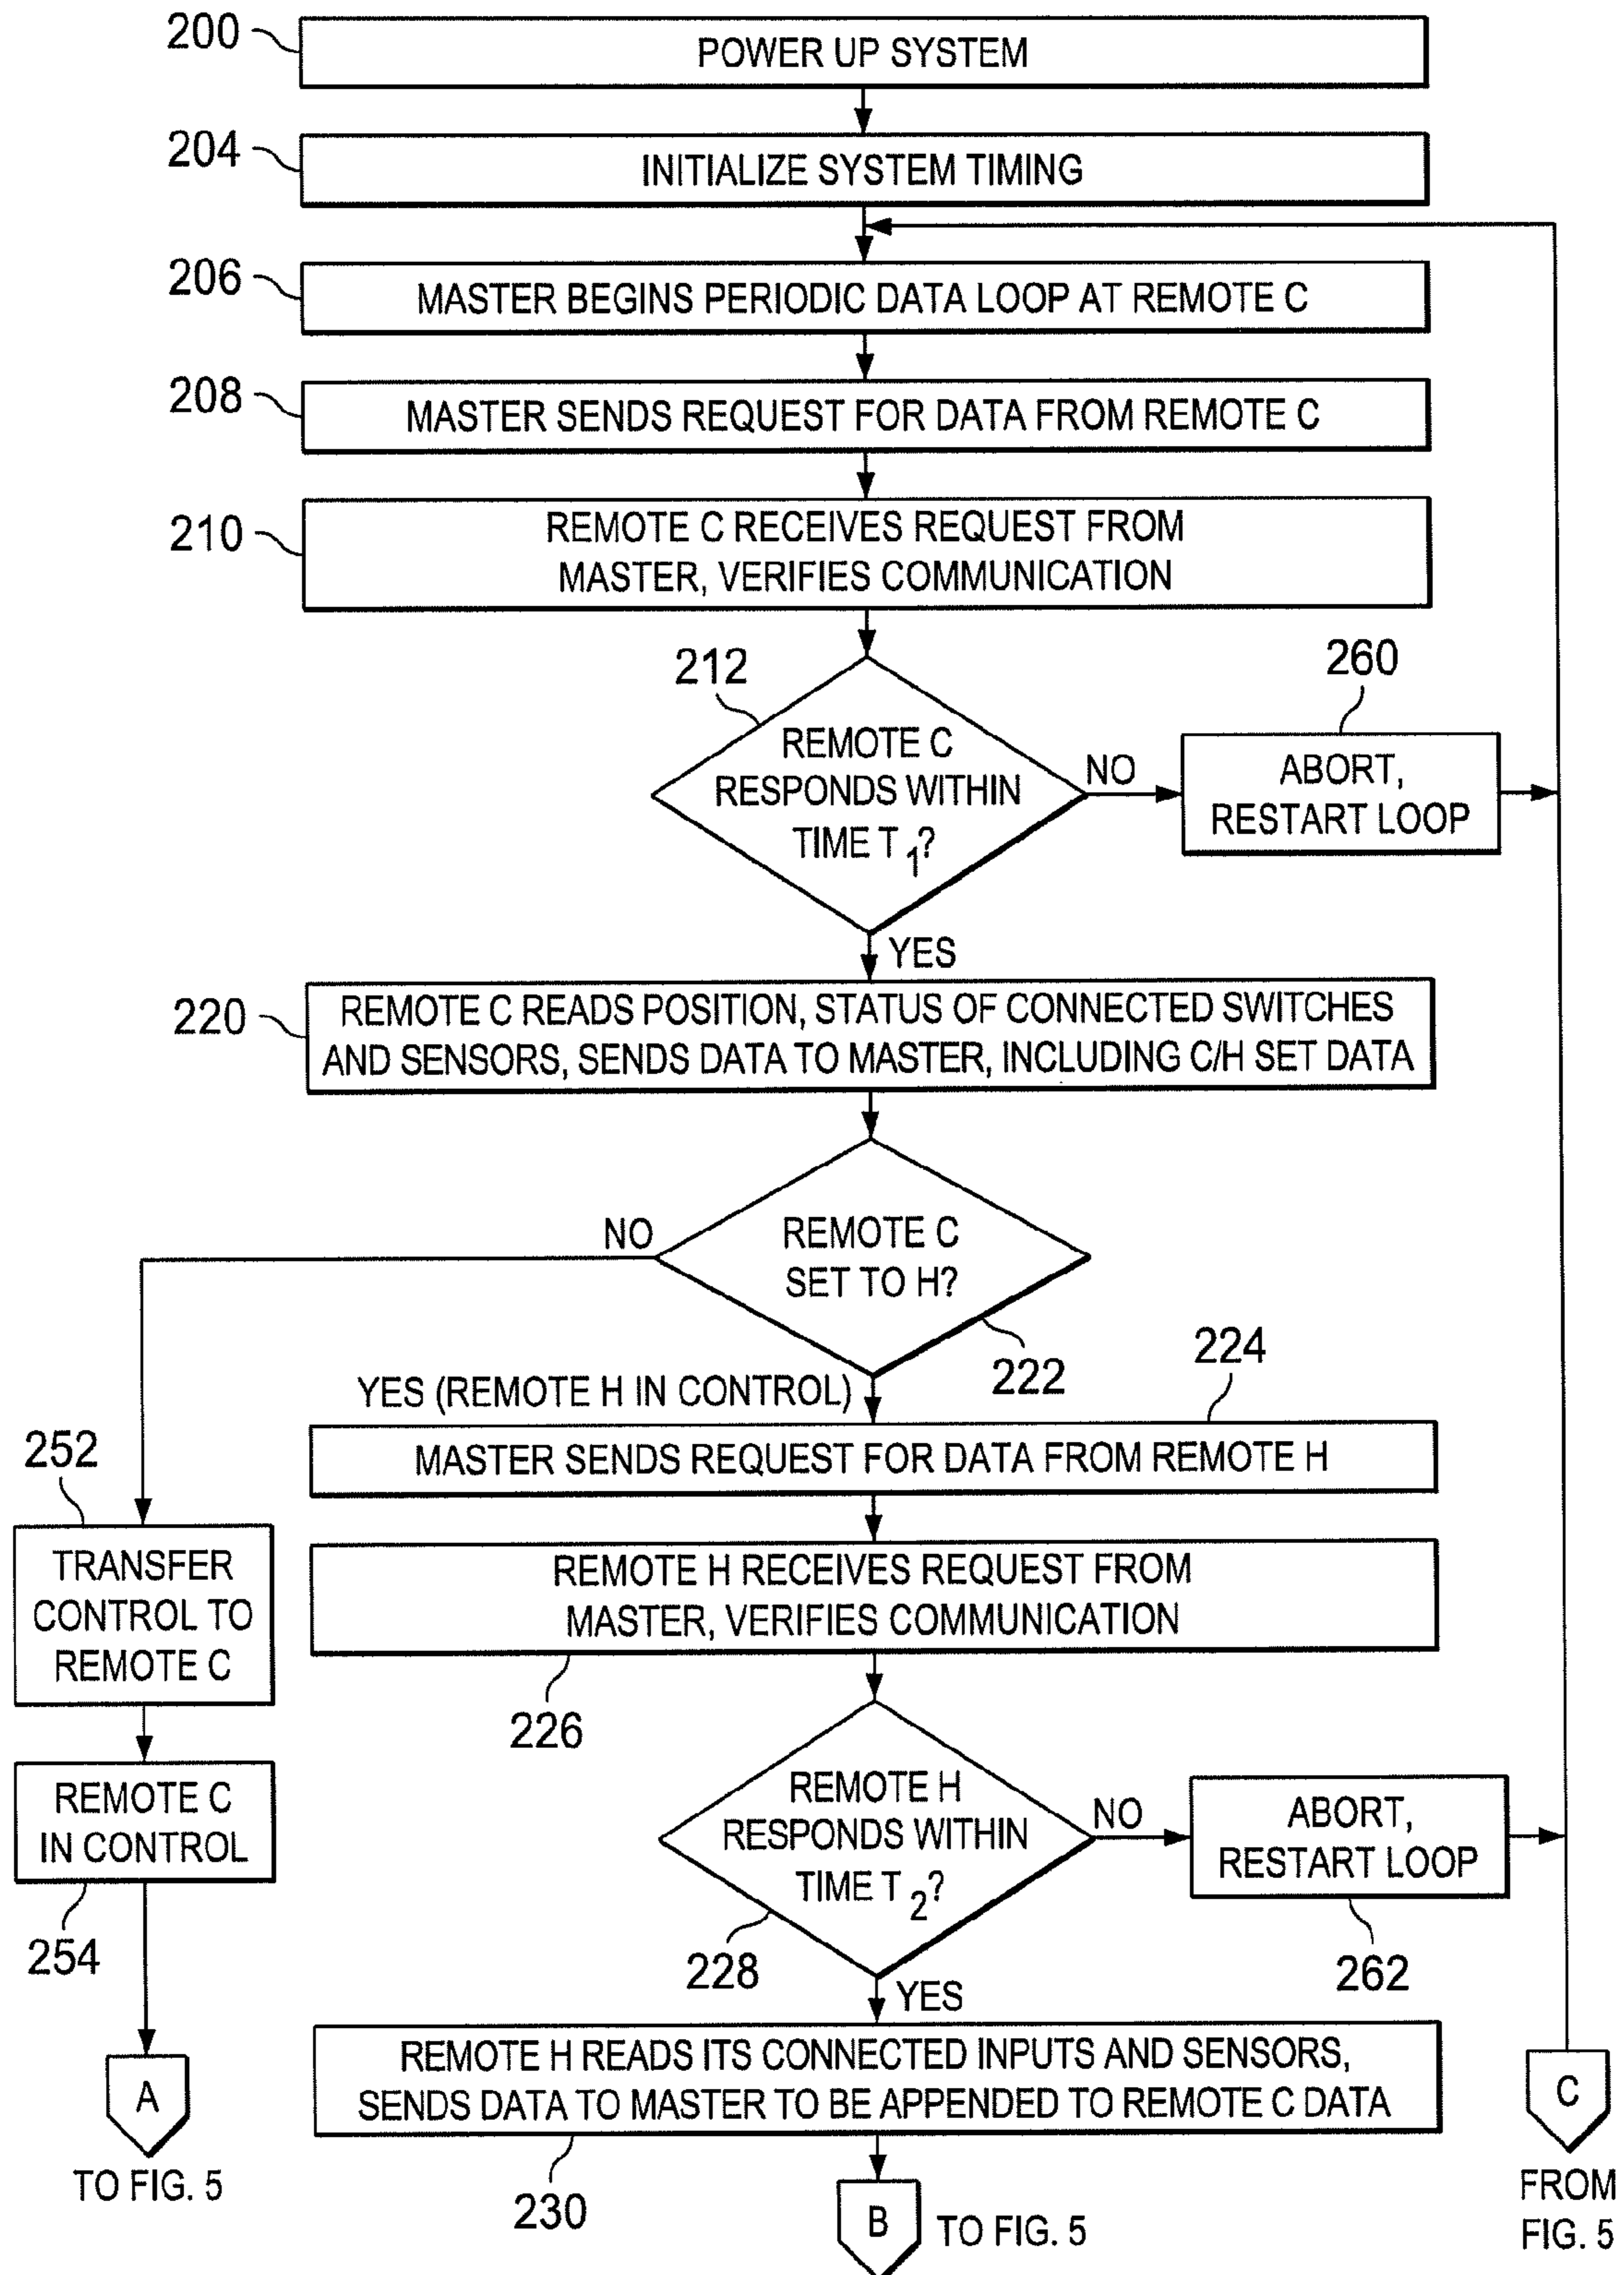 200
POWER UP SYSTEM
204
INITIALIZE SYSTEM TIMING
206
MASTER BEGINS PERIODIC DATA LOOP AT REMOTE C
208
MASTER SENDS REQUEST FOR DATA FROM REMOTE C
210
REMOTE C RECEIVES REQUEST FROM
MASTER, VERIFIES COMMUNICATION
212
REMOTE C
RESPONDS WITHIN
TIME T 1?
NO
260
ABORT,
RESTART LOOP
YES
220
REMOTE C READS POSITION, STATUS OF CONNECTED SWITCHES
AND SENSORS, SENDS DATA TO MASTER, INCLUDING C/H SET DATA
NO
REMOTE C
SET TO H?
222
YES (REMOTE H IN CONTROL)
224
MASTER SENDS REQUEST FOR DATA FROM REMOTE H
252
TRANSFER
CONTROL TO
REMOTE C
REMOTE H RECEIVES REQUEST FROM
MASTER, VERIFIES COMMUNICATION
226
REMOTE C
IN CONTROL
254
REMOTE H
RESPONDS WITHIN
TIME T 2?
228
NO
ABORT,
RESTART LOOP
262
YES
REMOTE H READS ITS CONNECTED INPUTS AND SENSORS,
SENDS DATA TO MASTER TO BE APPENDED TO REMOTE C DATA
230
A
TO FIG. 5
B
TO FIG. 5
C
FROM
FIG. 5